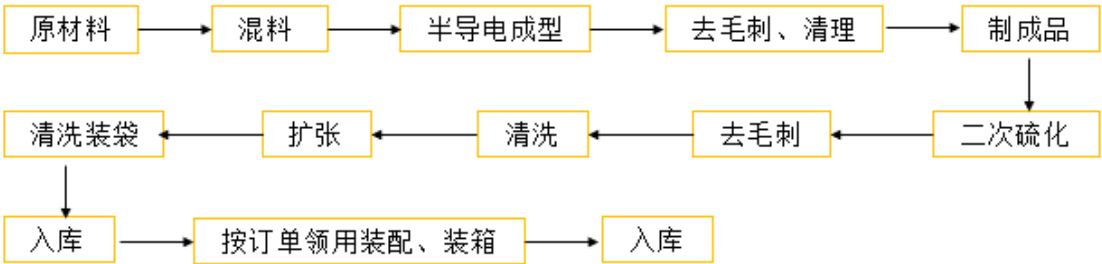 原材料
混料
半导电成型
去毛刺、清理
制成品
二次硫化
去毛刺
清洗
扩张
清洗装袋
入库
按订单领用装配、装箱
入库